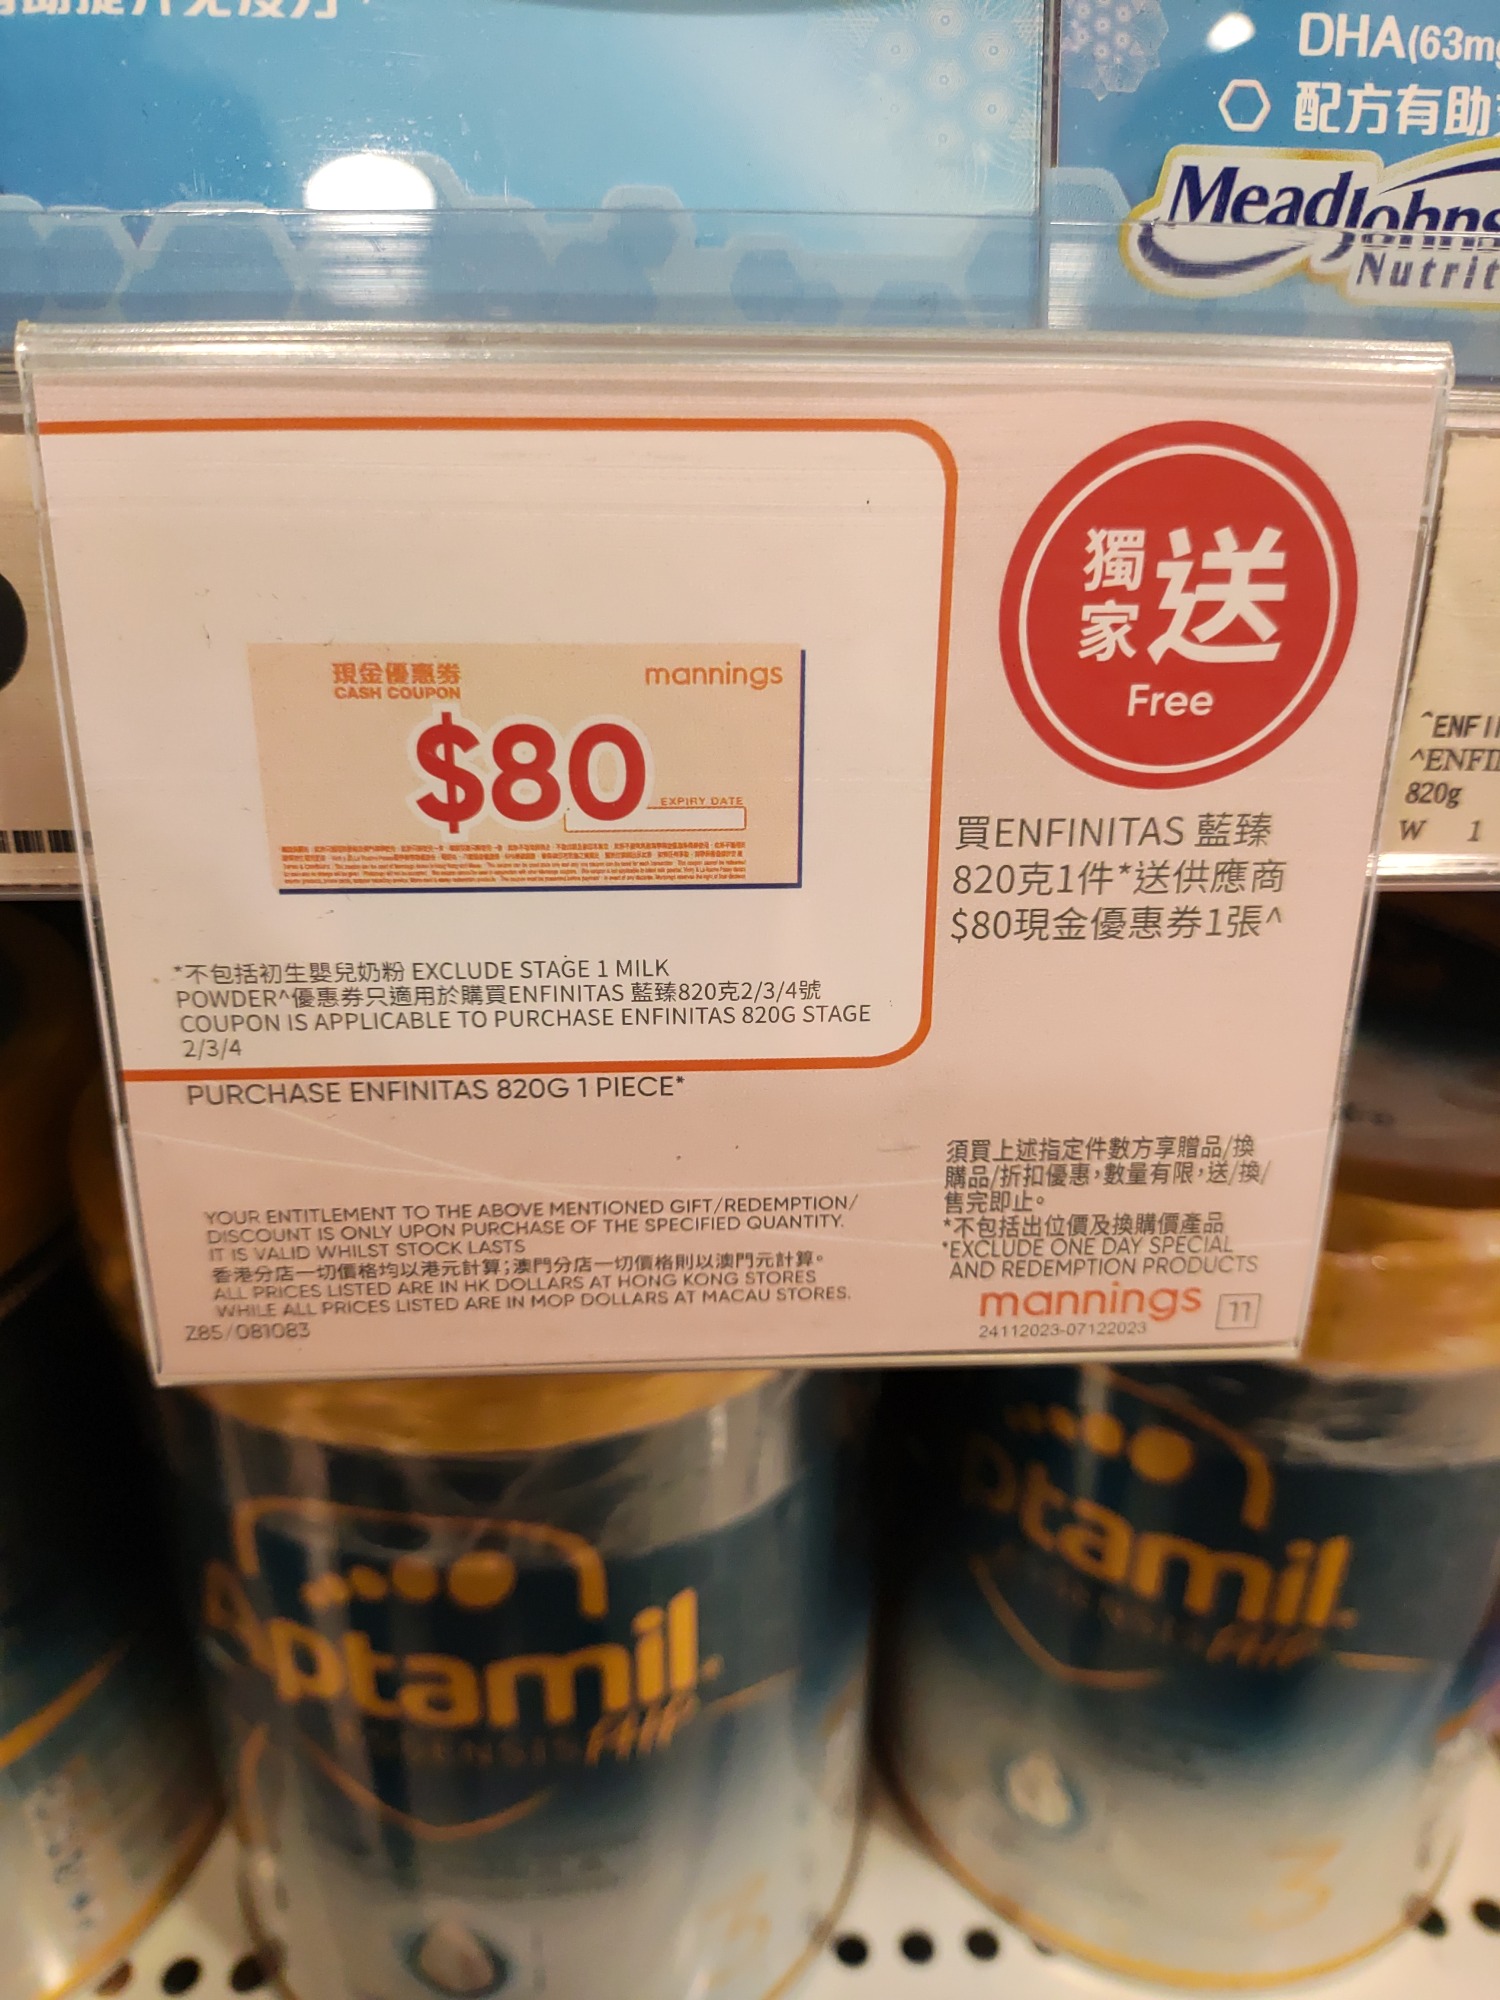 DHA(63mg
配方有助
MeadJohns
Nutrit
獨家送
Free
現金優惠券
CASH COUPON
mannings
$80
EXPIRY DATE
買ENFINITAS 藍臻
820克1件*送供應商
$80現金優惠券1張^
*不包括初生嬰兒奶粉 EXCLUDE STAGE 1 MILK
POWDER^優惠券只適用於購買ENFINITAS 藍臻820克2/3/4號
COUPON IS APPLICABLE TO PURCHASE ENFINITAS 820G STAGE
2/3/4
PURCHASE ENFINITAS 820G 1 PIECE*
YOUR ENTITLEMENT TO THE ABOVE MENTIONED GIFT/REDEMPTION/
DISCOUNT IS ONLY UPON PURCHASE OF THE SPECIFIED QUANTITY.
IT IS VALID WHILST STOCK LASTS
香港分店一切價格均以港元計算;澳門分店一切價格則以澳門元計算。
ALL PRICES LISTED ARE IN HK DOLLARS AT HONG KONG STORES
WHILE ALL PRICES LISTED ARE IN MOP DOLLARS AT MACAU STORES.
Z85/081083
須買上述指定件數方享贈品/換
購品/折扣優惠,數量有限,送/換/
售完即止。
*不包括出位價及換購價產品
*EXCLUDE ONE DAY SPECIAL
AND REDEMPTION PRODUCTS
mannings 11
24112023-07122023
^ENFI
^ENFI
820g
W 1
Aptamil
3
Aptamil
3